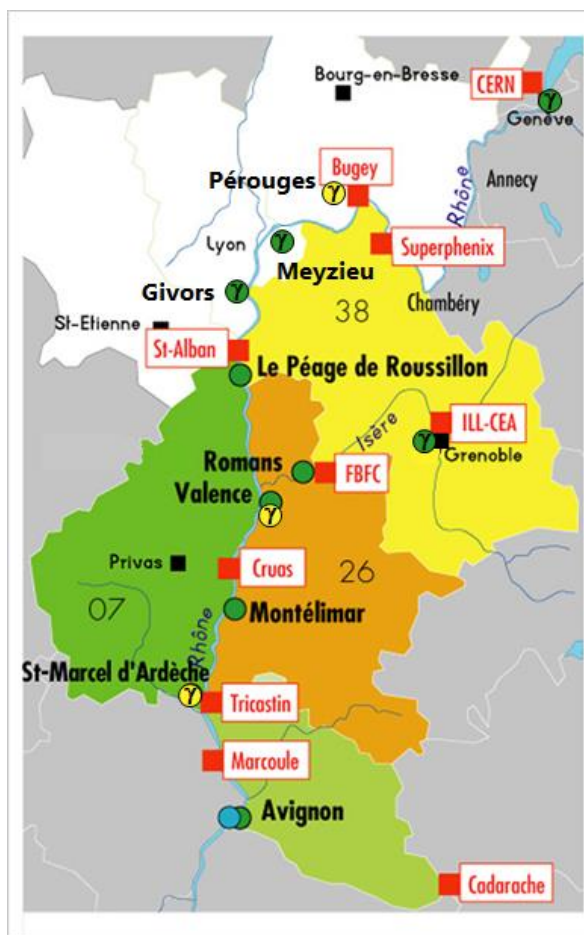 Bourg-en-Bresse
CERN
γ
Genève
Bugey
Pérouges
γ
Rhône
Annecy
Lyon
γ
Superphenix
Meyzieu
Givors
γ
Chambéry
38
St-Etienne
St-Alban
Le Péage de Roussillon
Isère
ILL-CEA
γ
Grenoble
Romans
FBFC
Valence
γ
Privas
Cruas
26
07
Montélimar
Rhône
St-Marcel d'Ardèche
γ
Tricastin
Marcoule
Avignon
Cadarache